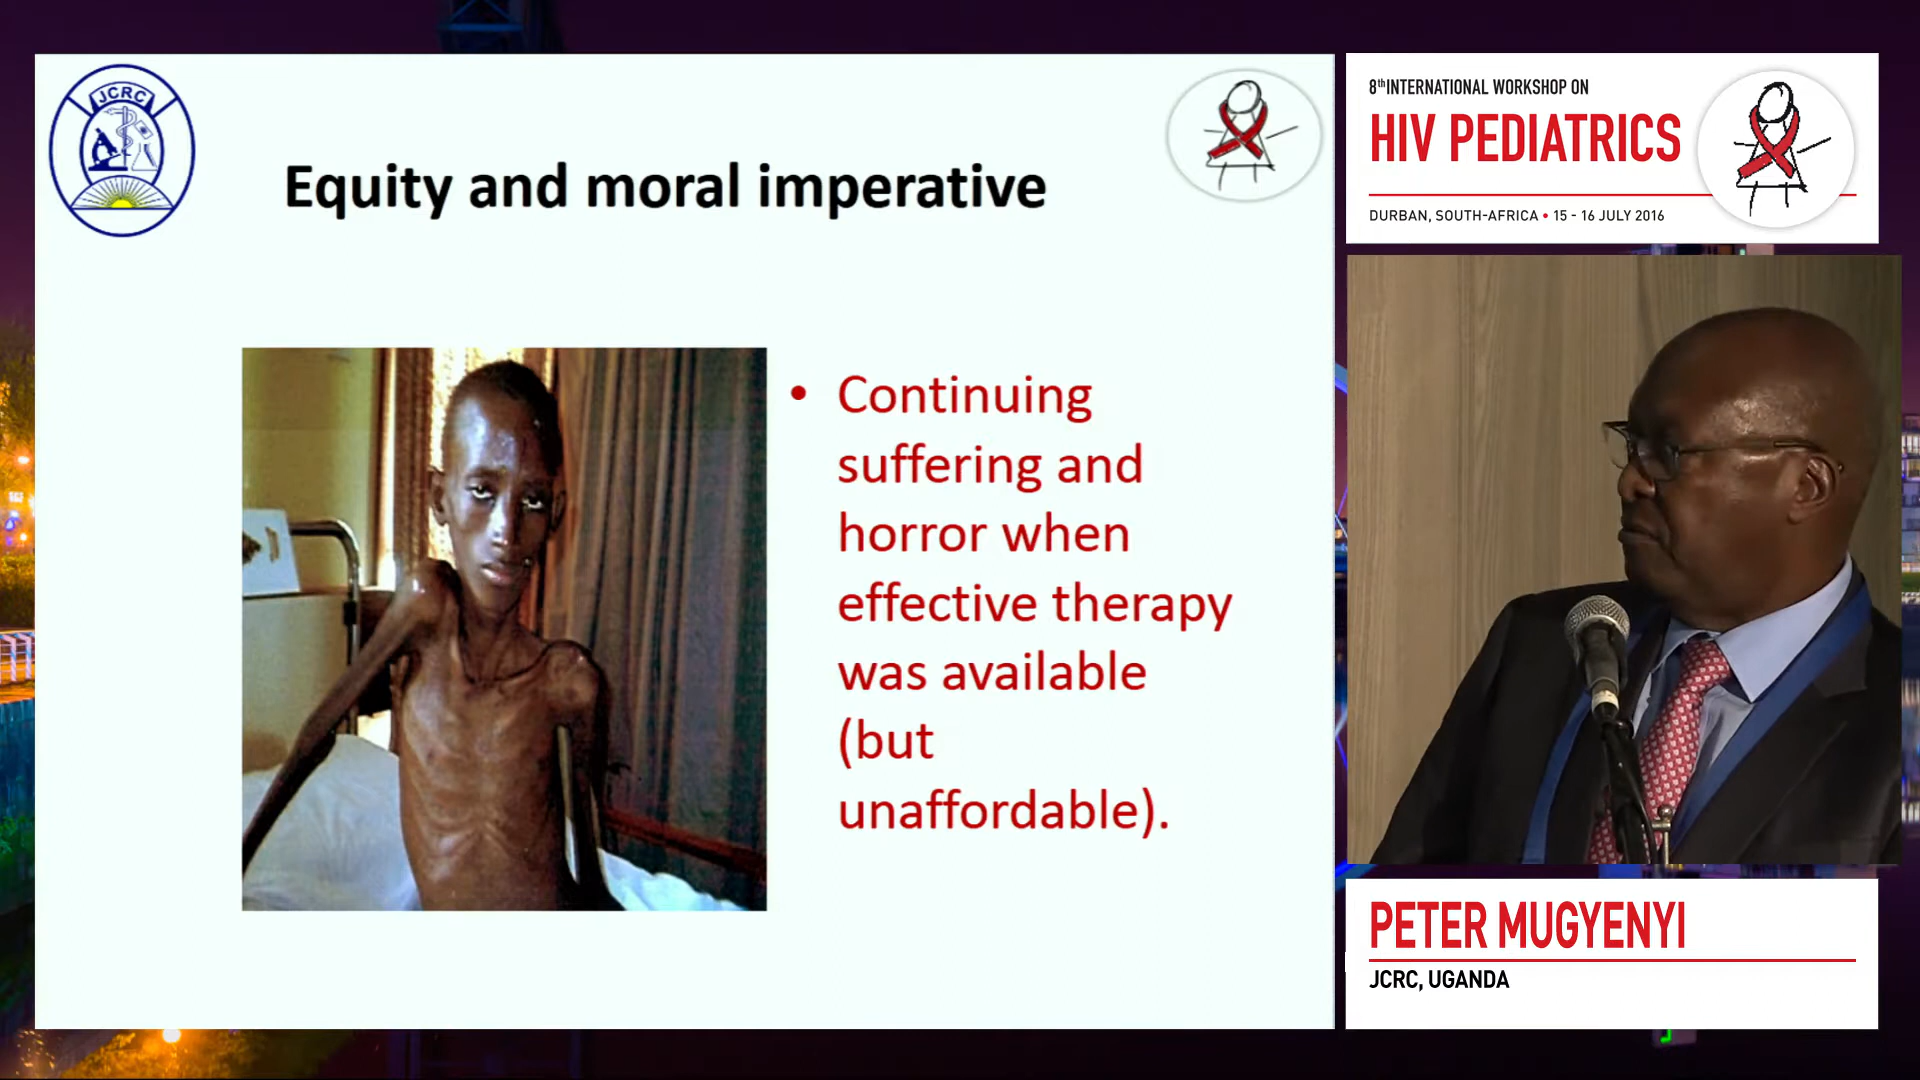 JCRC
Equity and moral imperative
• Continuing
suffering and
horror when
effective therapy
was available
(but
unaffordable).
8th INTERNATIONAL WORKSHOP ON
HIV PEDIATRICS
DURBAN, SOUTH-AFRICA • 15 - 16 JULY 2016
PETER MUGYENYI
JCRC, UGANDA